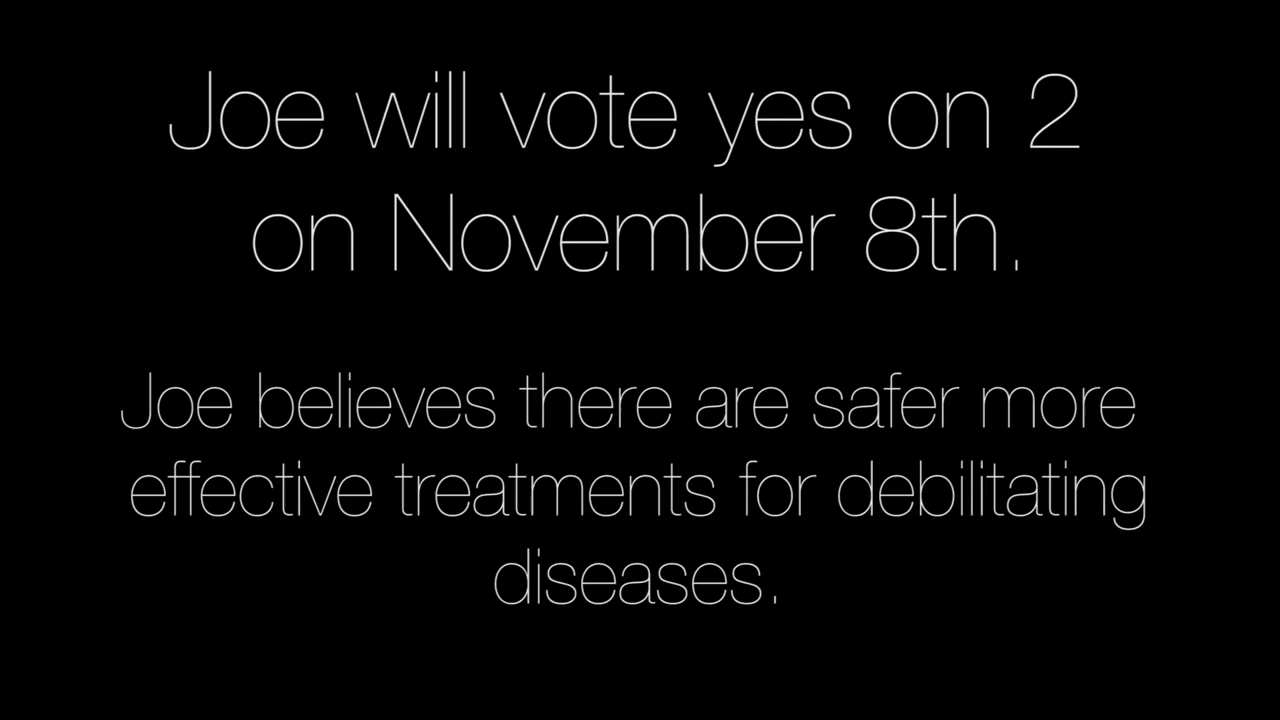 Joe will vote yes on 2
on November 8th.
Joe believes there are safer more
effective treatments for debilitating
diseases.